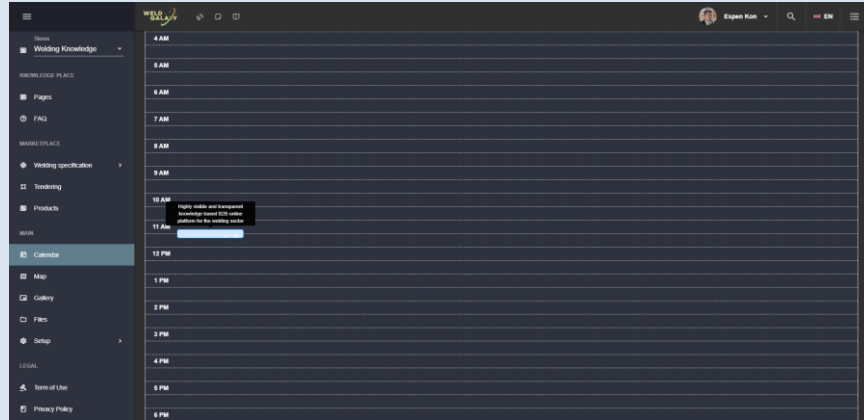 WELD
GALAXY
Espen Kon
EN
Stores
Welding Knowledge
KNOWLEDGE PLACE
Pages
FAQ
MARKETPLACE
Welding specification
Tendering
Products
MAIN
Calendar
Map
Gallery
Files
Setup
LEGAL
Term of Use
Privacy Policy
4 AM
5 AM
6 AM
7 AM
8 AM
9 AM
10 AM
Highly visible and transparent
knowledge based B2B online
platform for the welding sector
11 AM
12 PM
1 PM
2 PM
3 PM
4 PM
5 PM
6 PM